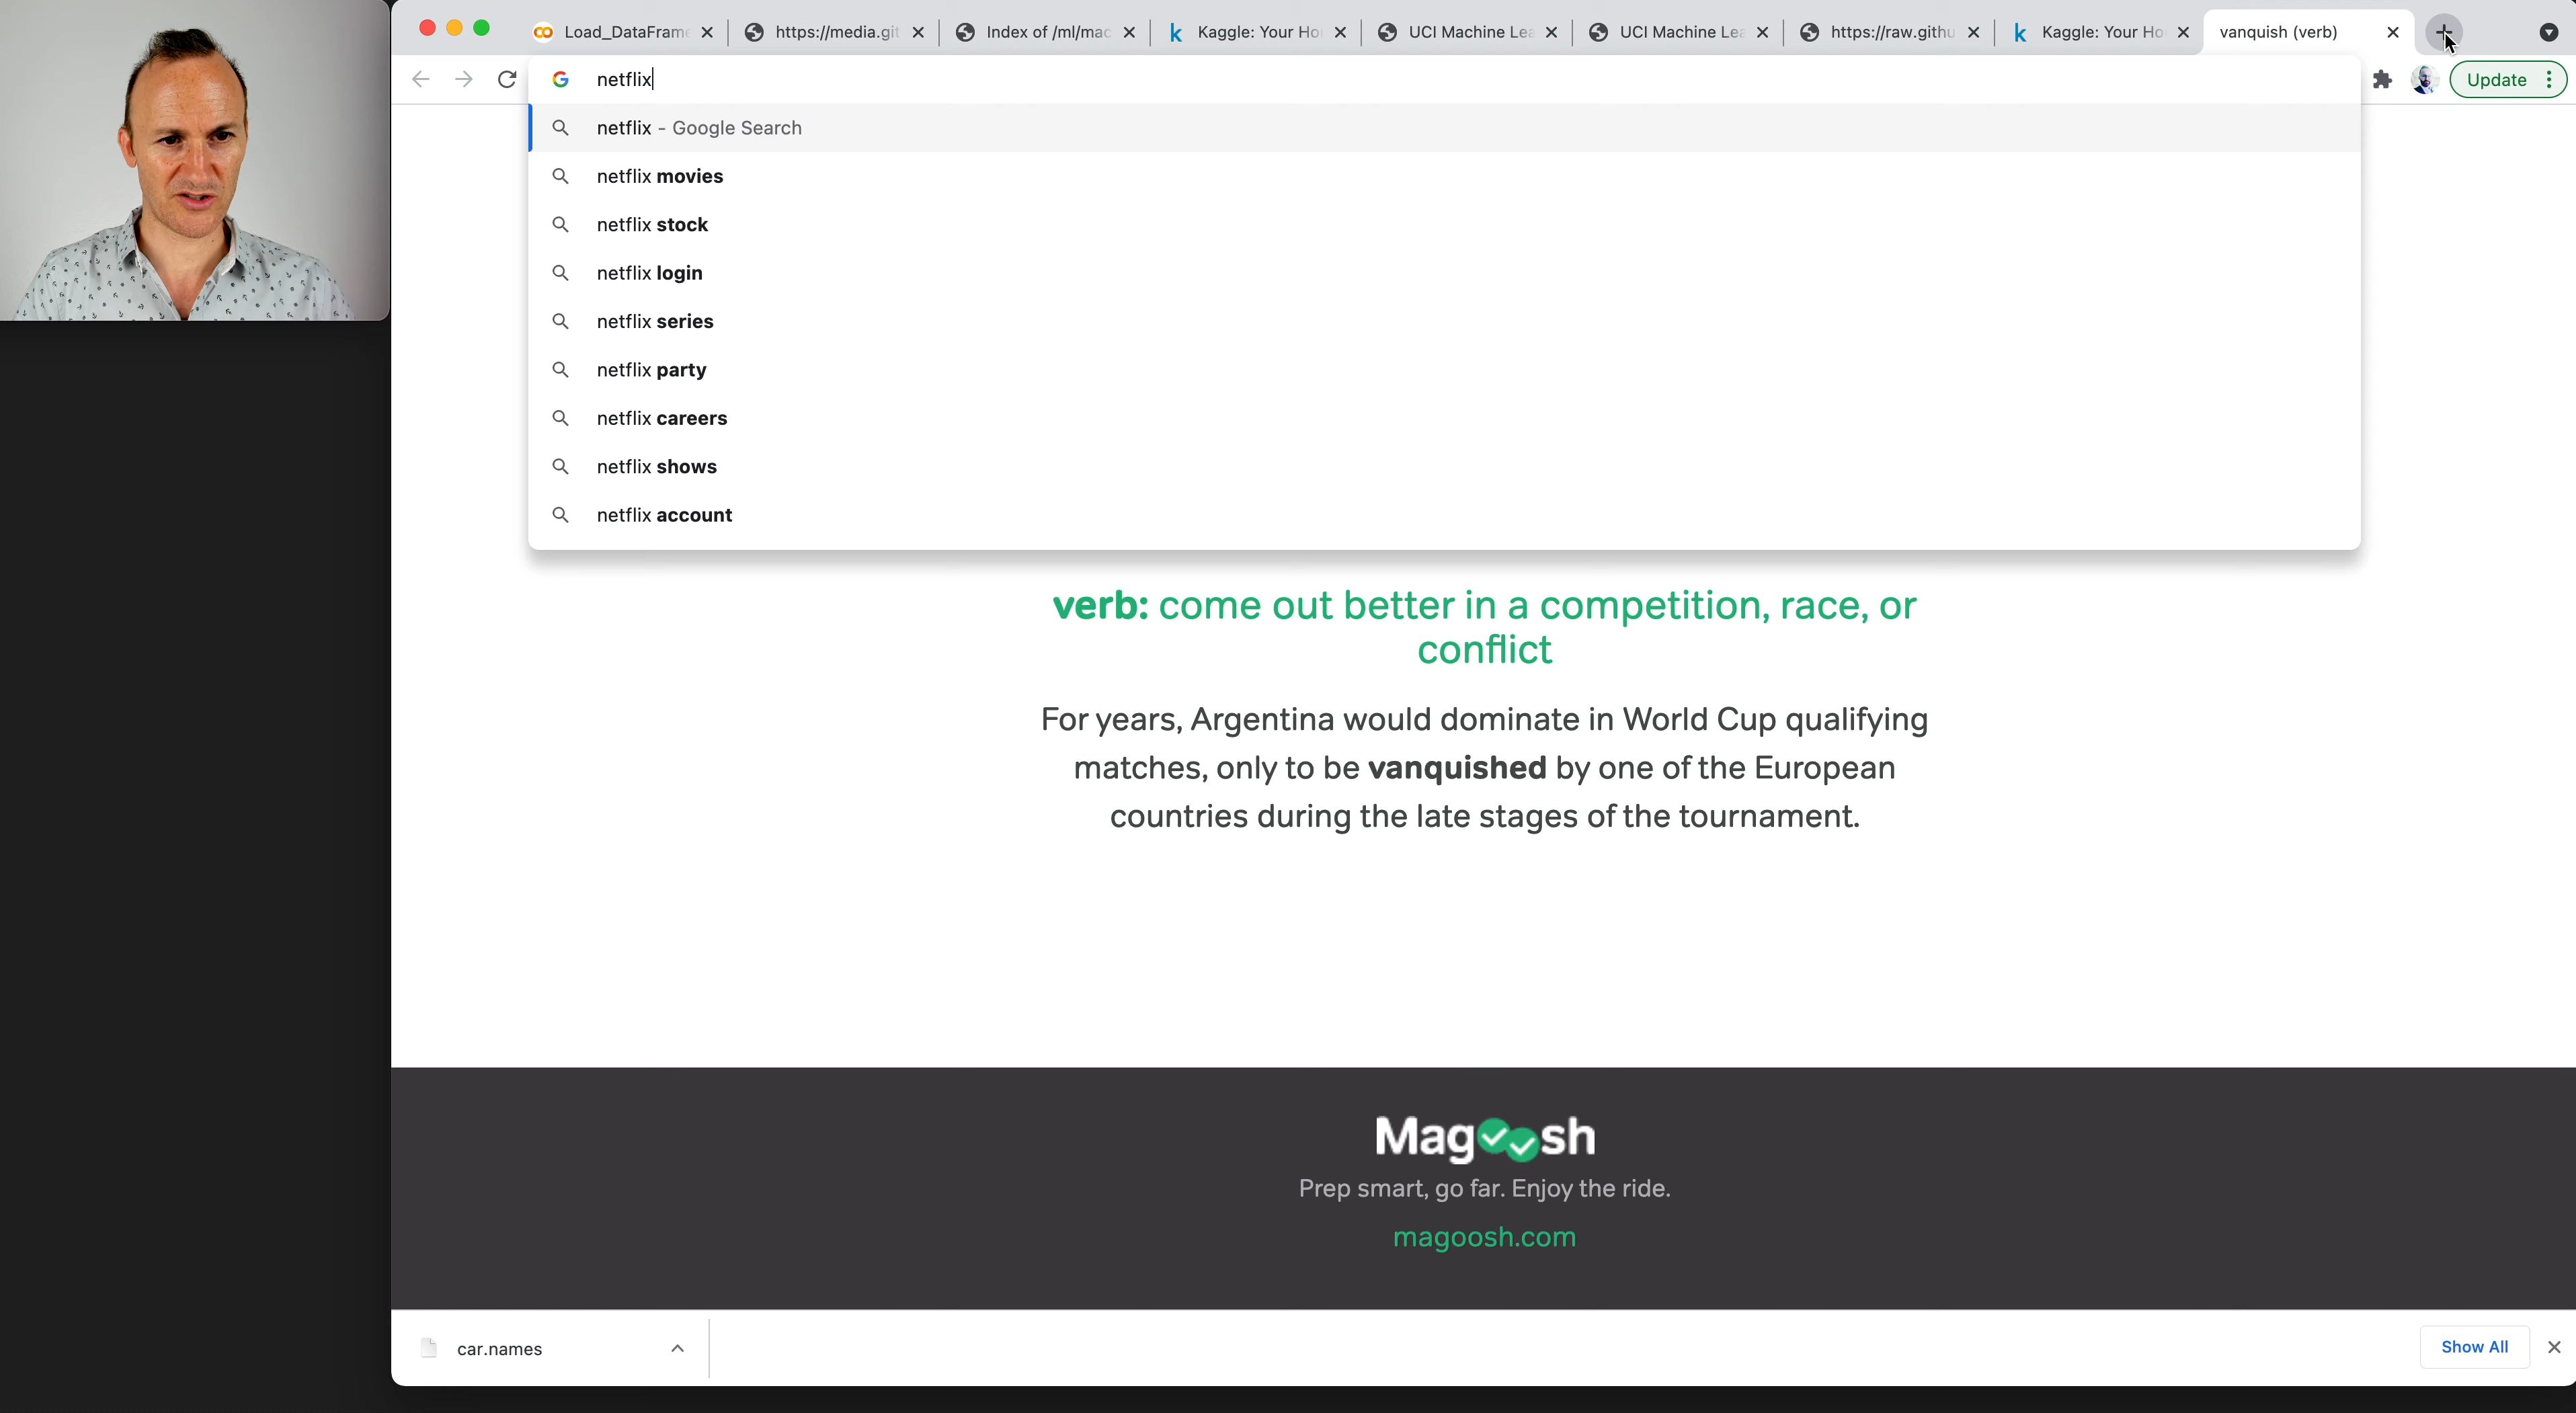 Load_DataFrame
https://media.git
Index of /ml/mac
Kaggle: Your Ho
UCI Machine Lea
UCI Machine Lea
https://raw.githu
Kaggle: Your Ho
vanquish (verb)
netflix
Update
netflix - Google Search
netflix movies
netflix stock
netflix login
netflix series
netflix party
netflix careers
netflix shows
netflix account
verb: come out better in a competition, race, or
conflict
For years, Argentina would dominate in World Cup qualifying
matches, only to be vanquished by one of the European
countries during the late stages of the tournament.
Magoosh
Prep smart, go far. Enjoy the ride.
magoosh.com
car.names
Show All